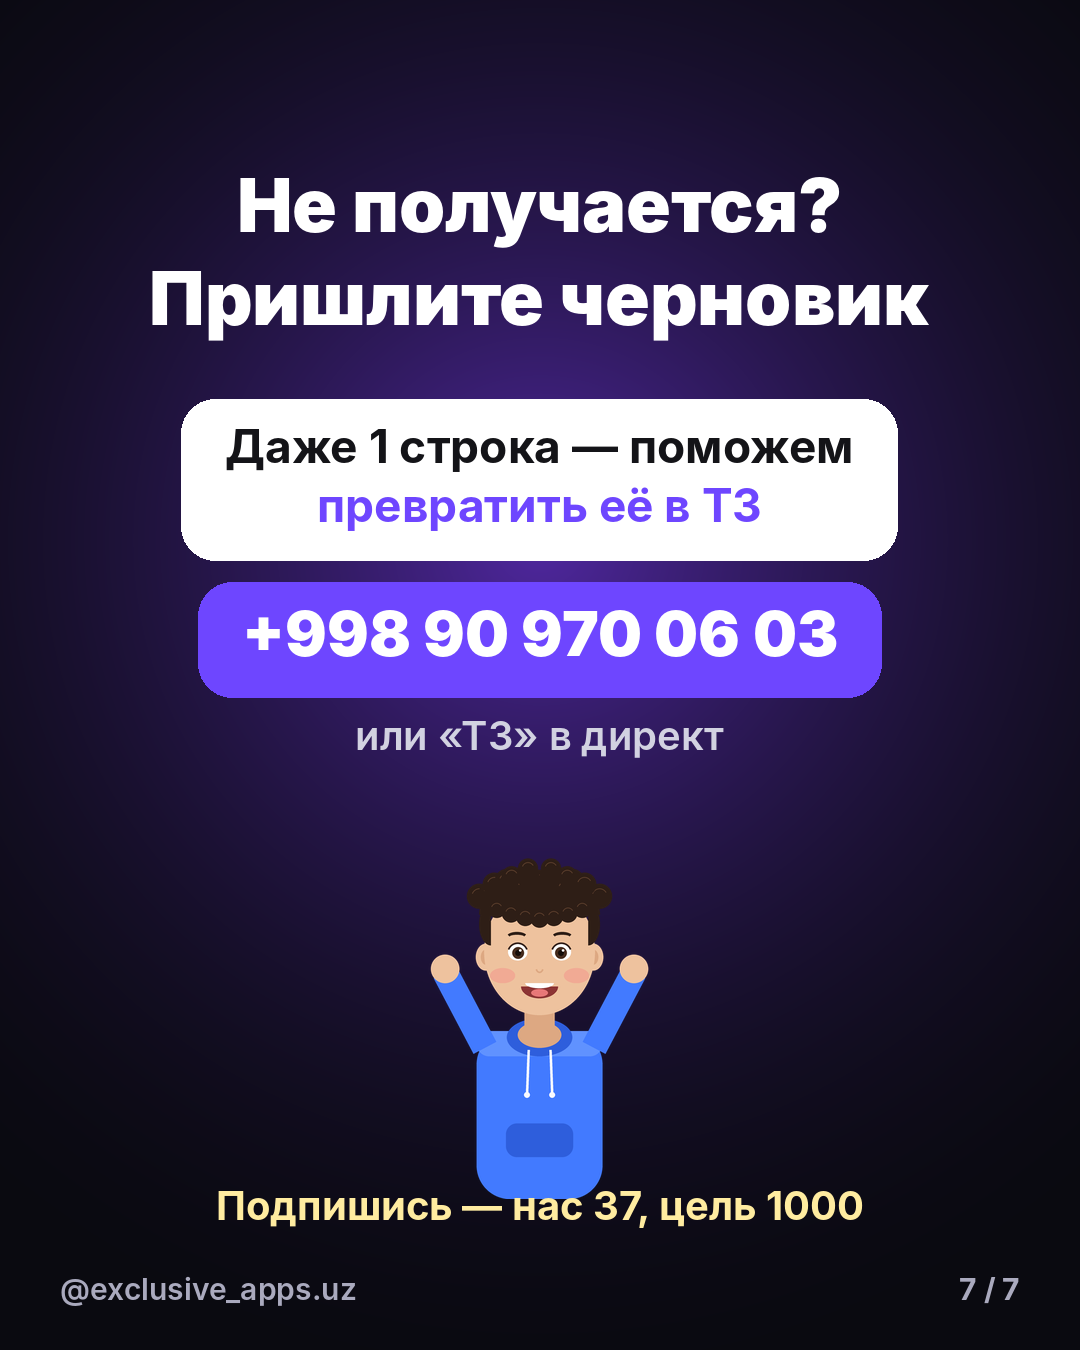 Не получается?
Пришлите черновик
Даже 1 строка — поможем
превратить её в ТЗ
+998 90 970 06 03
или «ТЗ» в директ
Подпишись — нас 37, цель 1000
@exclusive_apps.uz
7 / 7